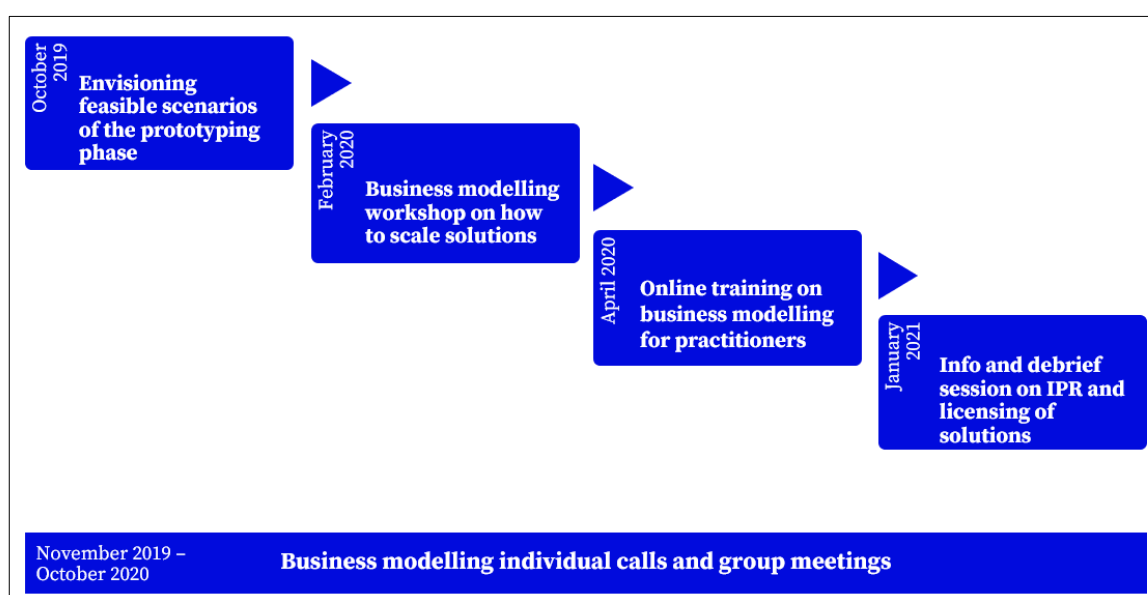 October
2019
Envisioning
feasible scenarios
of the prototyping
phase
February
2020
Business modelling
workshop on how
to scale solutions
April 2020
Online training on
business modelling
for practitioners
January
2021
Info and debrief
session on IPR and
licensing of
solutions
November 2019 –
October 2020
Business modelling individual calls and group meetings